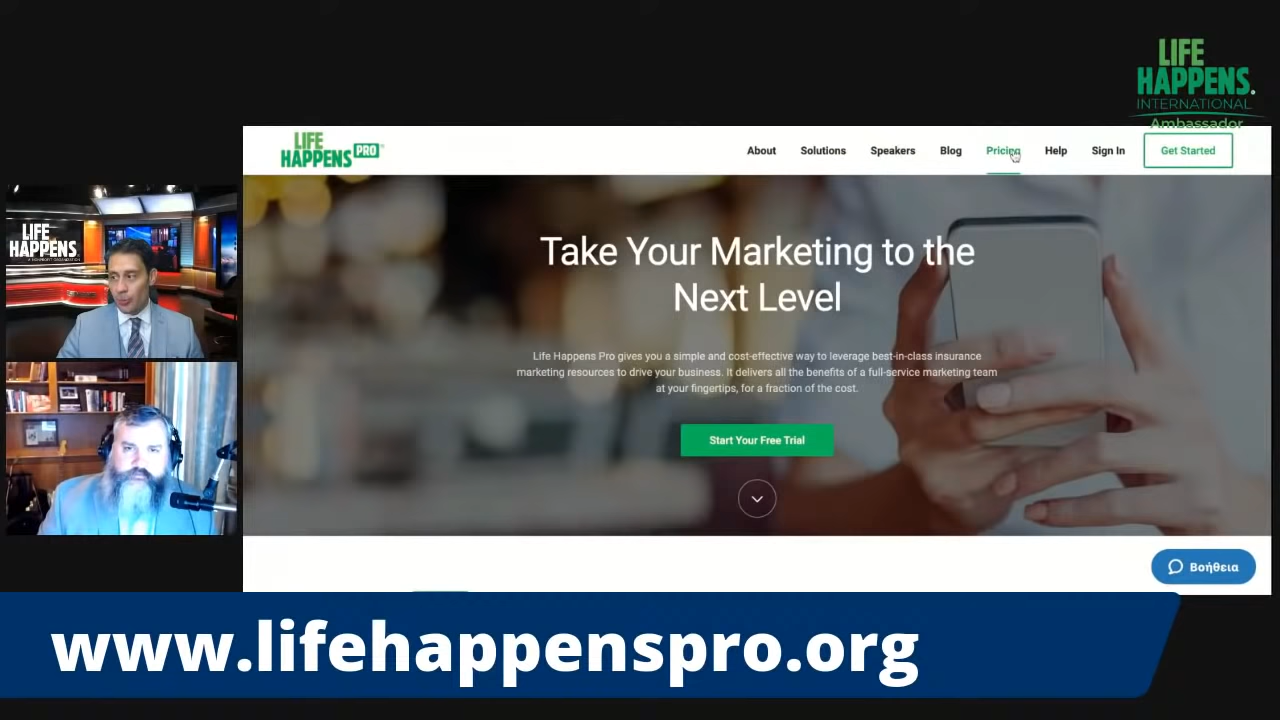 LIFE
HAPPENS.
INTERNATIONAL
Ambassador
LIFE
HAPPENS PRO
About Solutions Speakers Blog Pricing Help Sign In Get Started
LIFE
HAPPENS
Take Your Marketing to the
Next Level
Life Happens Pro gives you a simple and cost-effective way to leverage best-in-class insurance
marketing resources to drive your business. It delivers all the benefits of a full-service marketing team
at your fingertips, for a fraction of the cost.
Start Your Free Trial
Βοήθεια
www.lifehappenspro.org